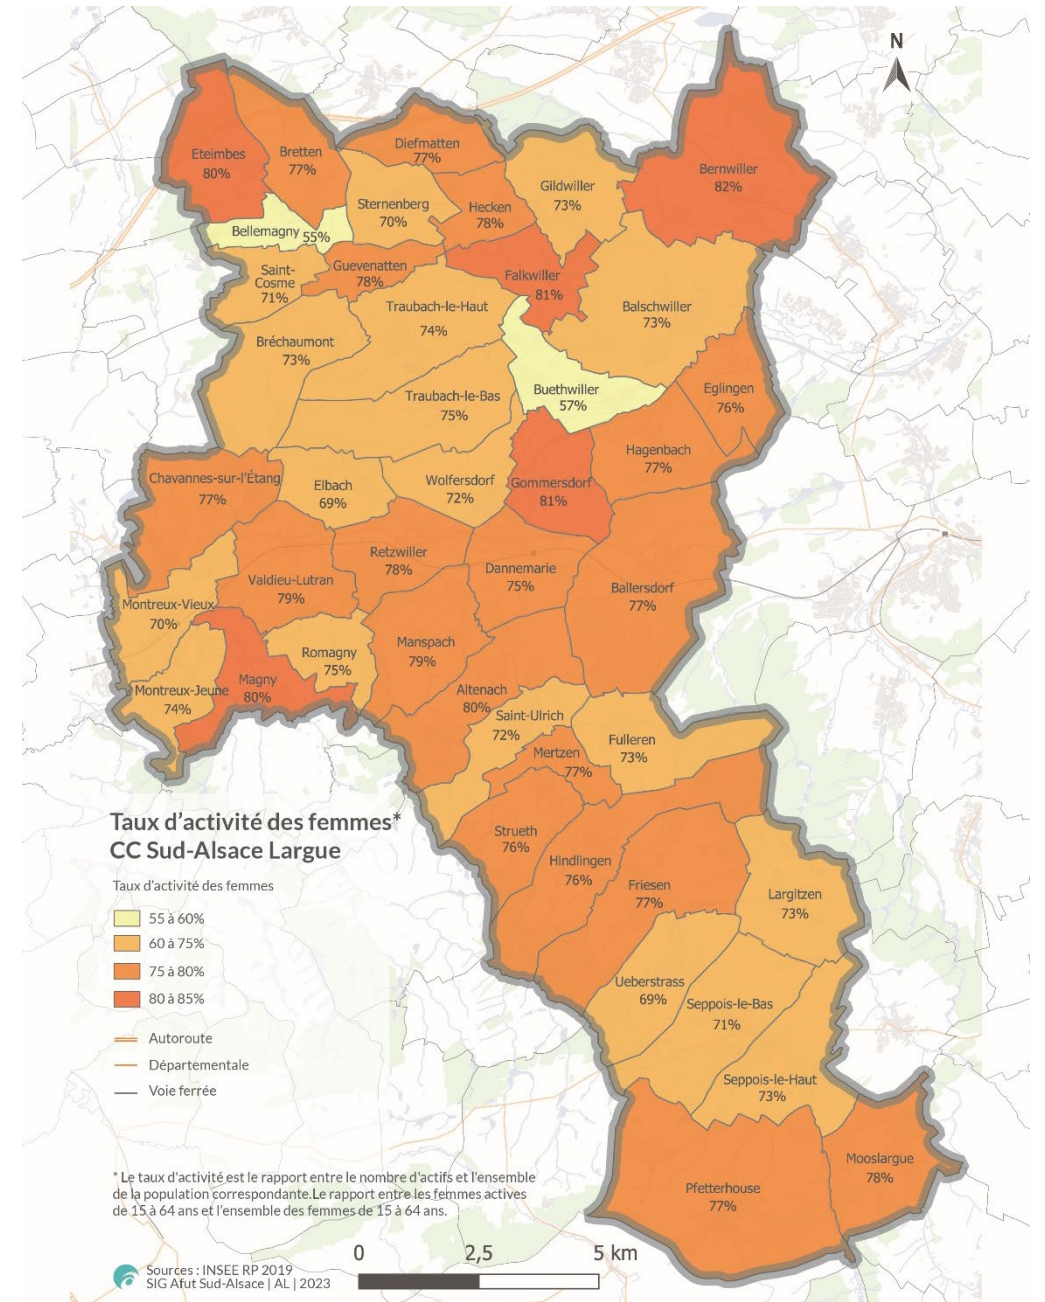 N
Eteimbes
80%
Bretten
77%
Diefmatten
77%
Bernwiller
82%
Gildwiller
73%
Sternenberg
70%
Hecken
78%
Bellemagny 55%
Guevenatten
78%
Saint-
Cosme
71%
Falkwiller
81%
Traubach-le-Haut
74%
Balschwiller
73%
Bréchaumont
73%
Buethwiller
57%
Eglingen
76%
Traubach-le-Bas
75%
Hagenbach
77%
Chavannes-sur-l'Étang
77%
Elbach
69%
Wolfersdorf
72%
Gommersdorf
81%
Retzwiller
78%
Dannemarie
75%
Valdieu-Lutran
79%
Ballersdorf
77%
Montreux-Vieux
70%
Romagny
75%
Manspach
79%
Magny
80%
Montreux-Jeune
74%
Altenach
80%
Saint-Ulrich
72%
Fulleren
73%
Mertzen
77%
Strueth
76%
Hindlingen
76%
Friesen
77%
Largitzen
73%
Ueberstrass
69%
Seppois-le-Bas
71%
Seppois-le-Haut
73%
Mooslargue
78%
Pfetterhouse
77%
Taux d'activité des femmes*
CC Sud-Alsace Largue
Taux d'activité des femmes
55 à 60%
60 à 75%
75 à 80%
80 à 85%
Autoroute
Départementale
Voie ferrée
* Le taux d'activité est le rapport entre le nombre d'actifs et l'ensemble
de la population correspondante.Le rapport entre les femmes actives
de 15 à 64 ans et l'ensemble des femmes de 15 à 64 ans.
0 2,5 5 km
Sources : INSEE RP 2019
SIG Afut Sud-Alsace | AL | 2023